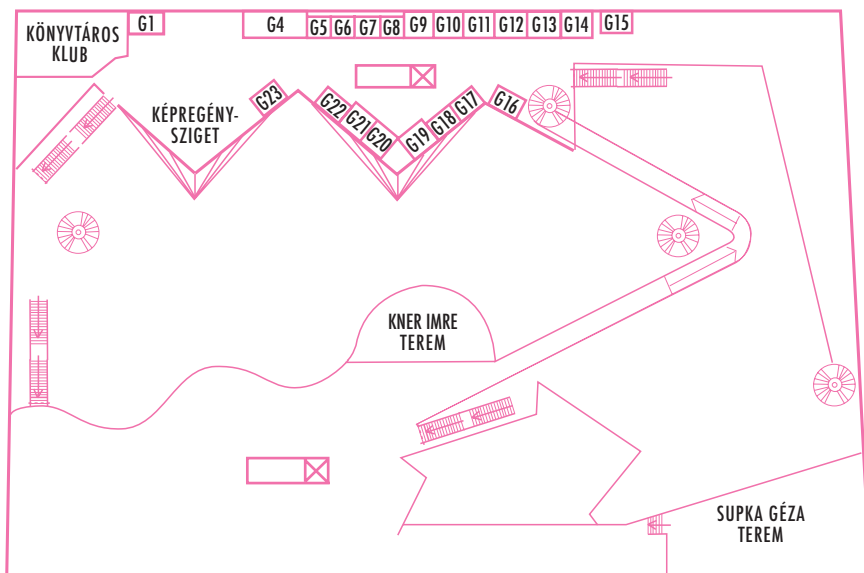 G1
G4
G5
G6
G7
G8
G9
G10
G11
G12
G13
G14
G15
KÖNYVTÁROS
KLUB
KÉPREGÉNY-
SZIGET
G23
G22
G21
G20
G19
G18
G17
G16
KNER IMRE
TEREM
SUPKA GÉZA
TEREM